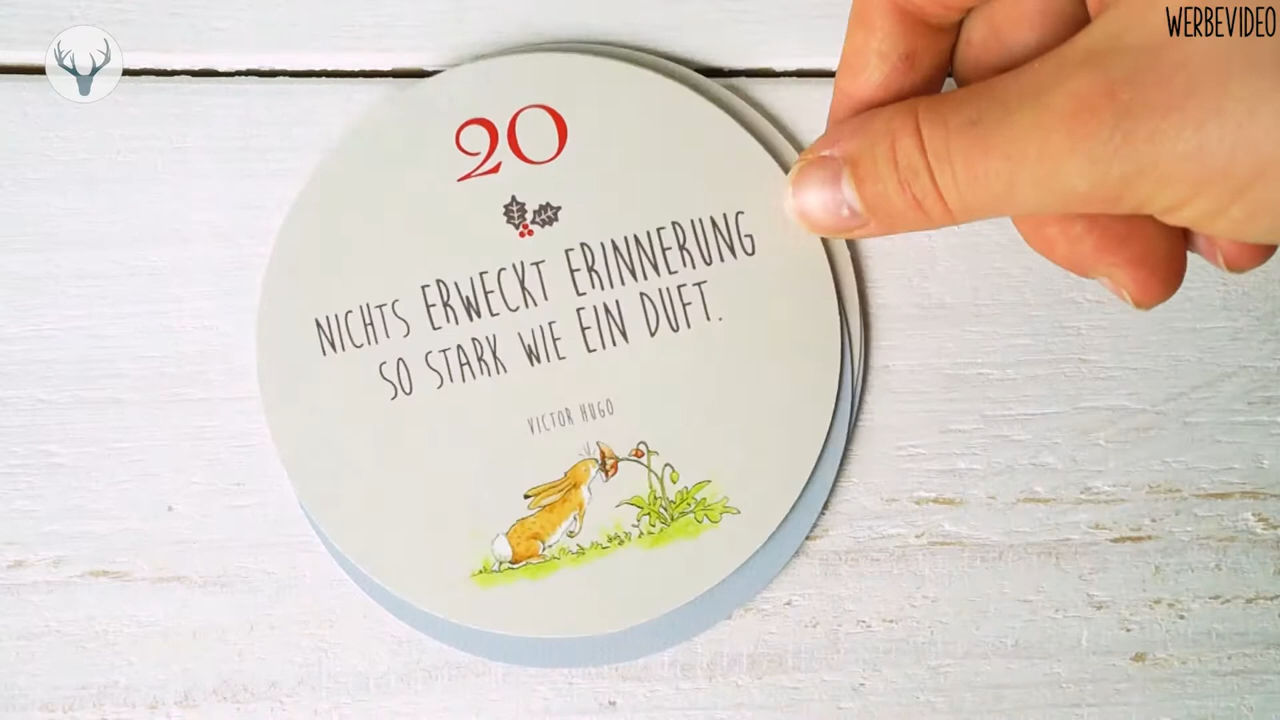 WERBEVIDEO
20
NICHTS ERWECKT ERINNERUNG
SO STARK WIE EIN DUFT.
VICTOR HUGO